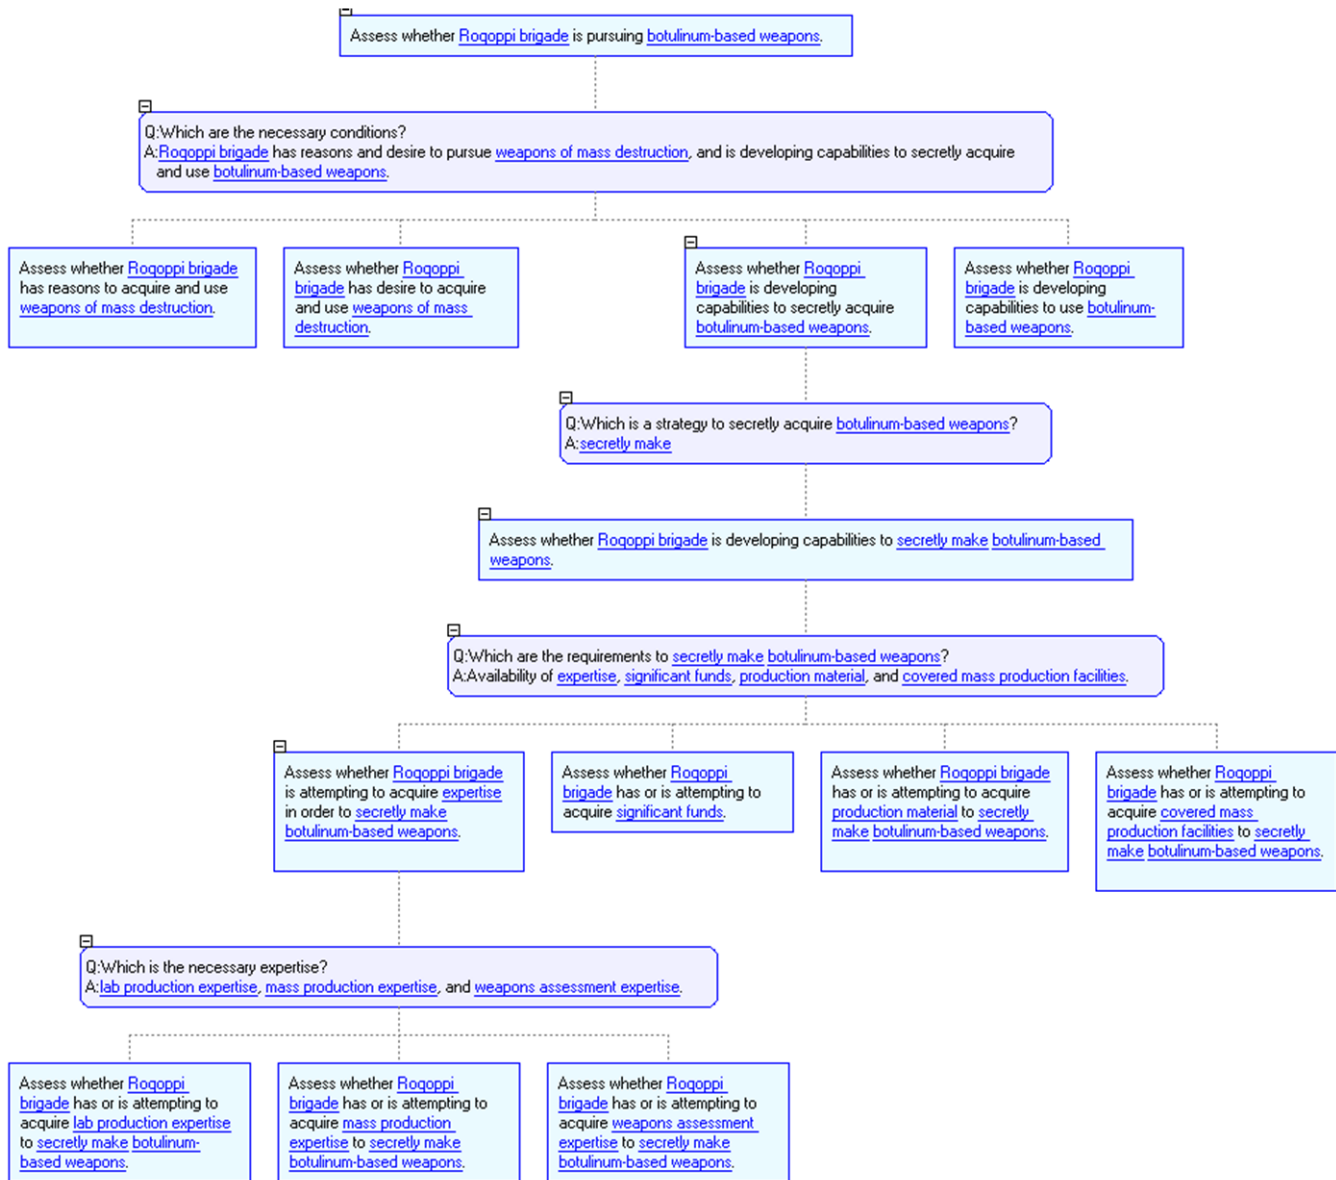 Assess whether Roqoppi brigade is pursuing botulinum-based weapons.
Q:Which are the necessary conditions?
A:Roqoppi brigade has reasons and desire to pursue weapons of mass destruction, and is developing capabilities to secretly acquire
and use botulinum-based weapons.
Assess whether Roqoppi brigade
has reasons to acquire and use
weapons of mass destruction.
Assess whether Roqoppi
brigade has desire to acquire
and use weapons of mass
destruction.
Assess whether Roqoppi
brigade is developing
capabilities to secretly acquire
botulinum-based weapons.
Assess whether Roqoppi
brigade is developing
capabilities to use botulinum-
based weapons.
Q:Which is a strategy to secretly acquire botulinum-based weapons?
A:secretly make
Assess whether Roqoppi brigade is developing capabilities to secretly make botulinum-based
weapons.
Q:Which are the requirements to secretly make botulinum-based weapons?
A:Availability of expertise, significant funds, production material, and covered mass production facilities.
Assess whether Roqoppi brigade
is attempting to acquire expertise
in order to secretly make
botulinum-based weapons.
Assess whether Roqoppi
brigade has or is attempting to
acquire significant funds.
Assess whether Roqoppi brigade
has or is attempting to acquire
production material to secretly
make botulinum-based weapons.
Assess whether Roqoppi
brigade has or is attempting to
acquire covered mass
production facilities to secretly
make botulinum-based weapons.
Q:Which is the necessary expertise?
A:lab production expertise, mass production expertise, and weapons assessment expertise.
Assess whether Roqoppi
brigade has or is attempting to
acquire lab production expertise
to secretly make botulinum-
based weapons.
Assess whether Roqoppi
brigade has or is attempting to
acquire mass production
expertise to secretly make
botulinum-based weapons.
Assess whether Roqoppi
brigade has or is attempting to
acquire weapons assessment
expertise to secretly make
botulinum-based weapons.